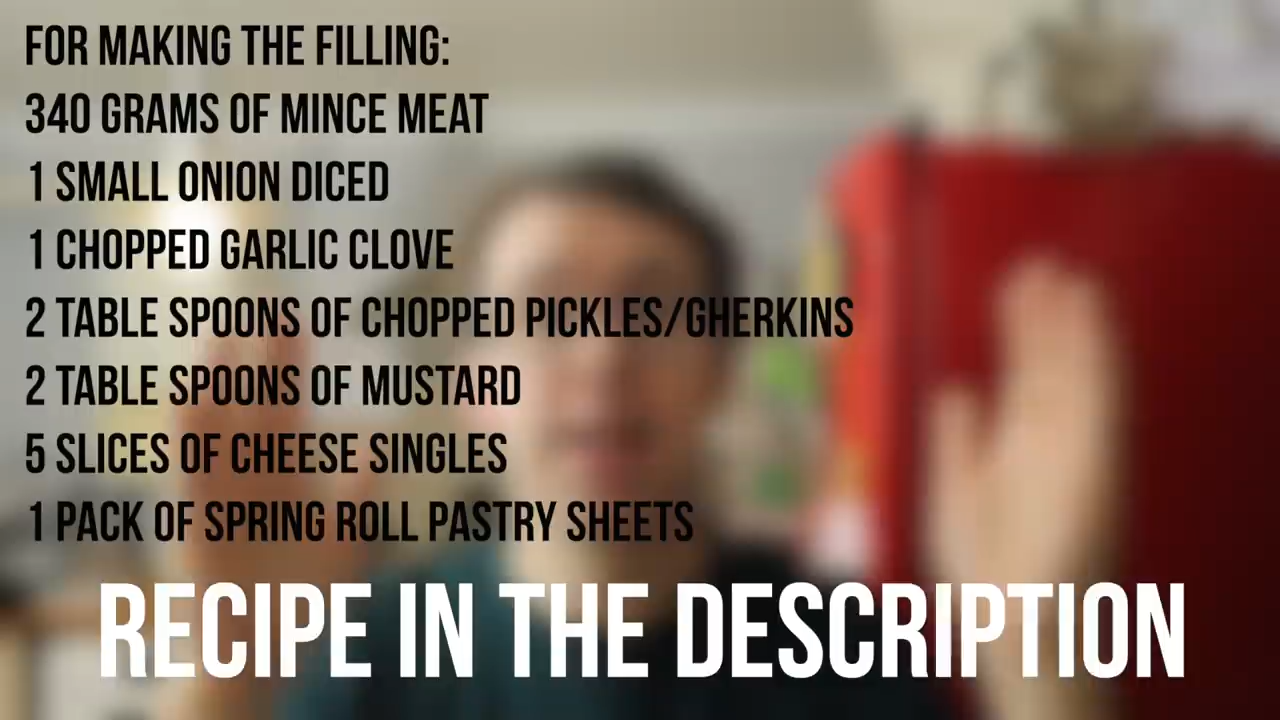 FOR MAKING THE FILLING:
340 GRAMS OF MINCE MEAT
1 SMALL ONION DICED
1 CHOPPED GARLIC CLOVE
2 TABLE SPOONS OF CHOPPED PICKLES/GHERKINS
2 TABLE SPOONS OF MUSTARD
5 SLICES OF CHEESE SINGLES
1 PACK OF SPRING ROLL PASTRY SHEETS
RECIPE IN THE DESCRIPTION